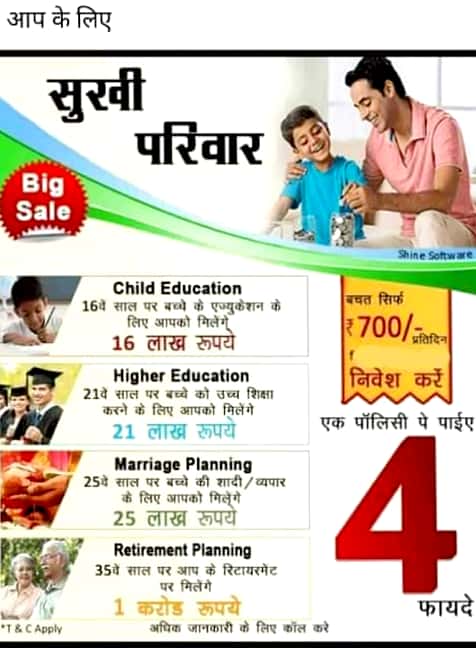 आप के लिए
सुखी
परिवार
Big
Sale
Shine Software
Child Education
16वें साल पर बच्चे के एज्युकेशन के
लिए आपको मिलेंगे
16 लाख रूपये
Higher Education
21वे साल पर बच्चे को उच्च शिक्षा
करने के लिए आपको मिलेगे
21 लाख रूपये
Marriage Planning
25वे साल पर बच्चे की शादी/व्यपार
के लिए आपको मिलेगे
25 लाख रूपये
Retirement Planning
35वें साल पर आप के रिटायरमेट
पर मिलेंगे
1 करोड रूपये
*T & C Apply
अधिक जानकारी के लिए कॉल करे
बचत सिर्फ
₹700/-
प्रतिदिन
निवेश करें
एक पॉलिसी पे पाईए
4
फायदे